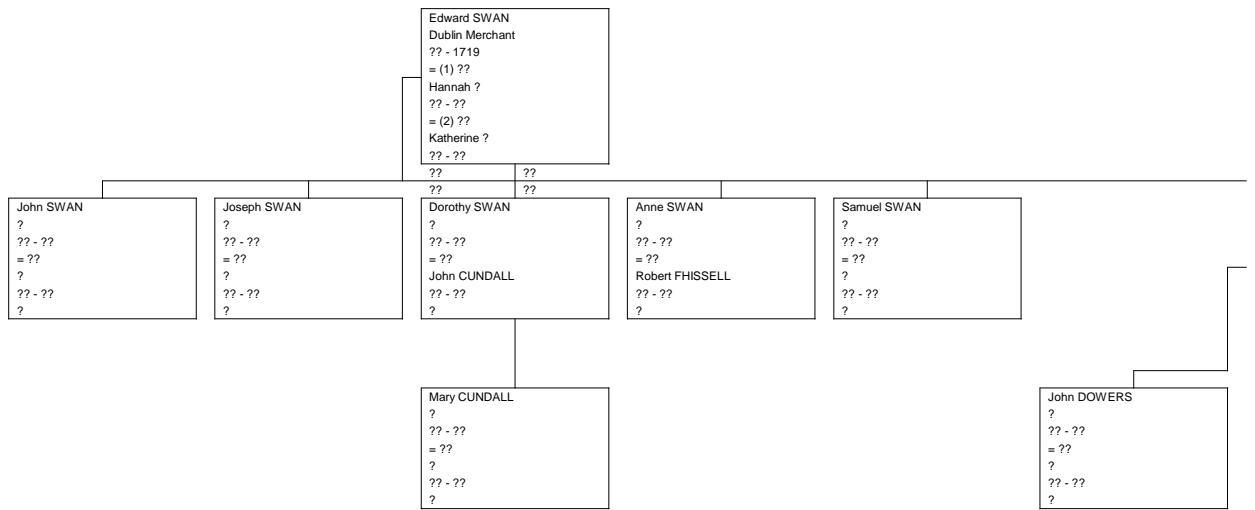 Edward SWAN
Dublin Merchant
?? - 1719
= (1) ??
Hannah ?
?? - ??
= (2) ??
Katherine ?
?? - ??
?? ??
?? ??
John SWAN
?
?? - ??
= ??
?
?? - ??
?
Joseph SWAN
?
?? - ??
= ??
?
?? - ??
?
Dorothy SWAN
?
?? - ??
= ??
John CUNDALL
?? - ??
?
Anne SWAN
?
?? - ??
= ??
Robert FHISSELL
?? - ??
?
Samuel SWAN
?
?? - ??
= ??
?
?? - ??
?
Mary CUNDALL
?
?? - ??
= ??
?
?? - ??
?
John DOWERS
?
?? - ??
= ??
?
?? - ??
?